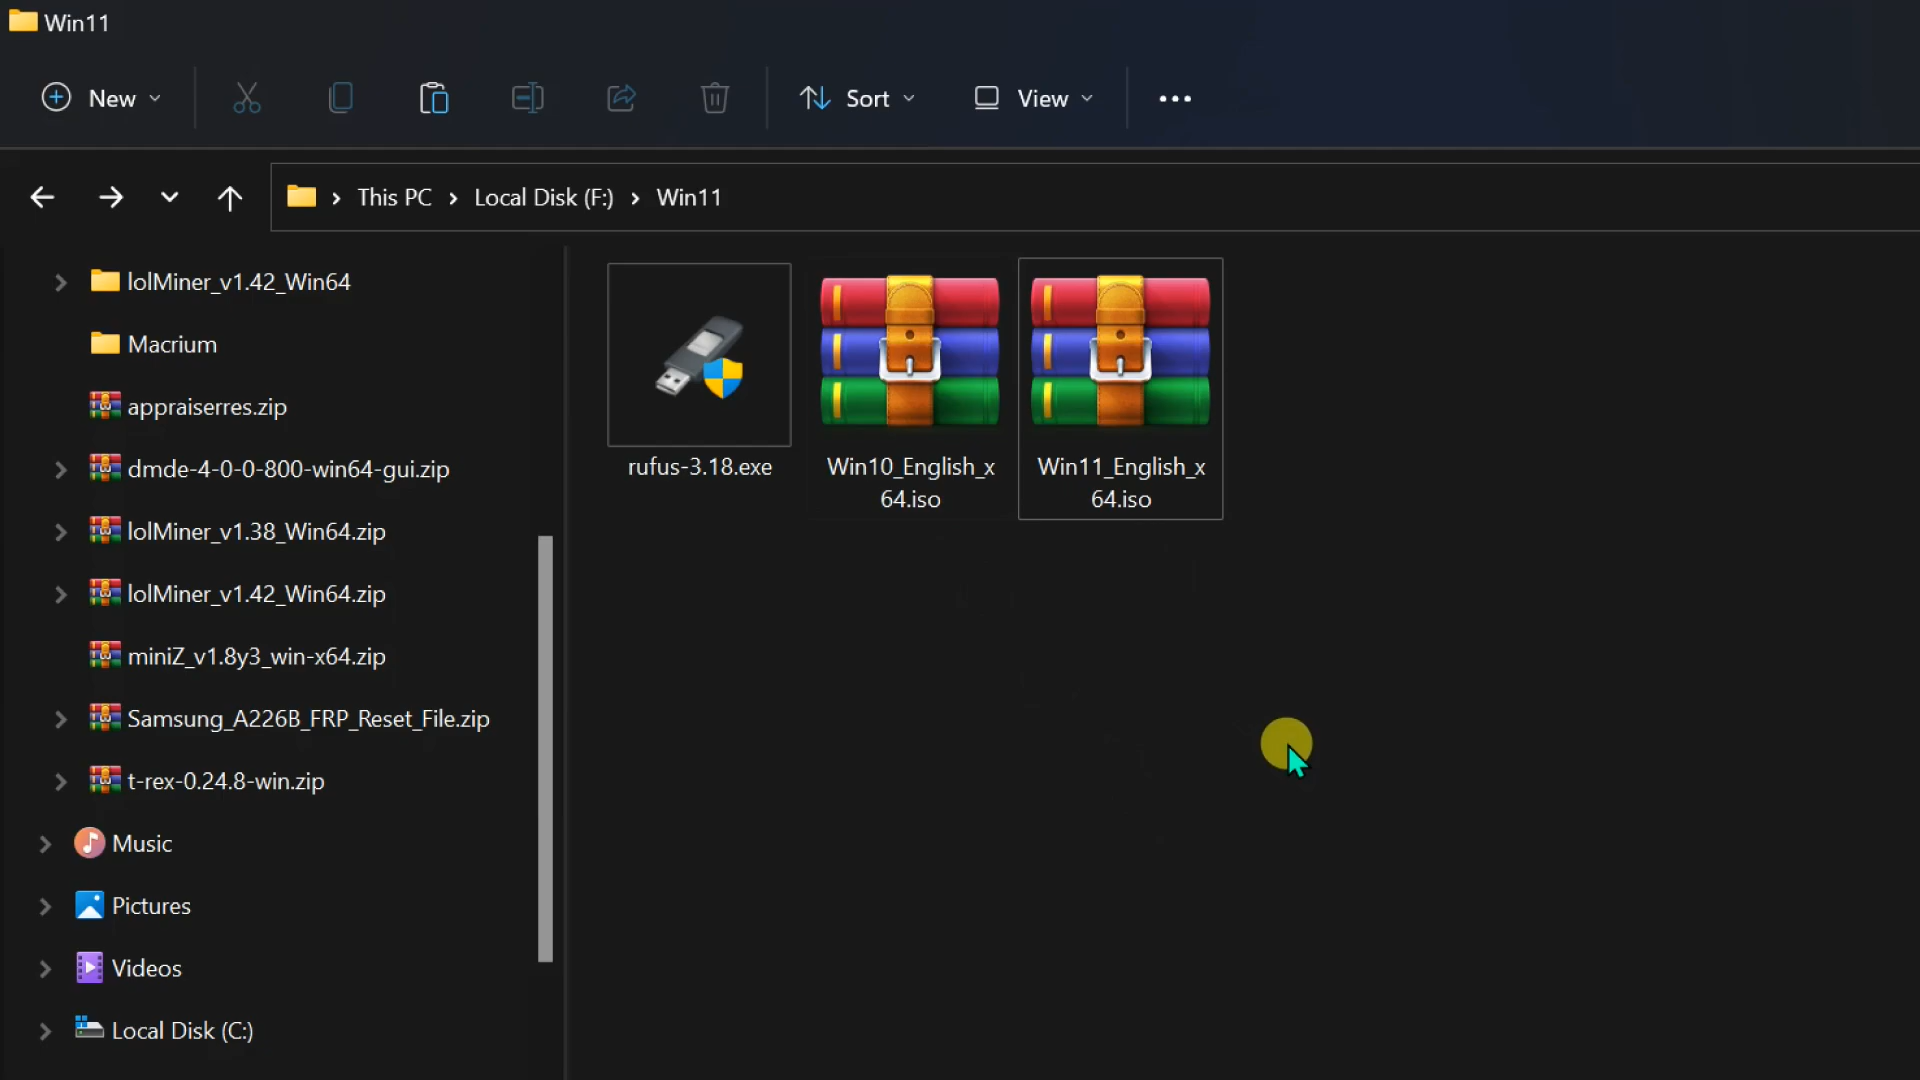 Win11
New
Sort
View
This PC
Local Disk (F:)
Win11
lolMiner_v1.42_Win64
Macrium
appraiserres.zip
dmde-4-0-0-800-win64-gui.zip
lolMiner_v1.38_Win64.zip
lolMiner_v1.42_Win64.zip
miniZ_v1.8y3_win-x64.zip
Samsung_A226B_FRP_Reset_File.zip
t-rex-0.24.8-win.zip
Music
Pictures
Videos
Local Disk (C:)
rufus-3.18.exe
Win10_English_x
64.iso
Win11_English_x
64.iso